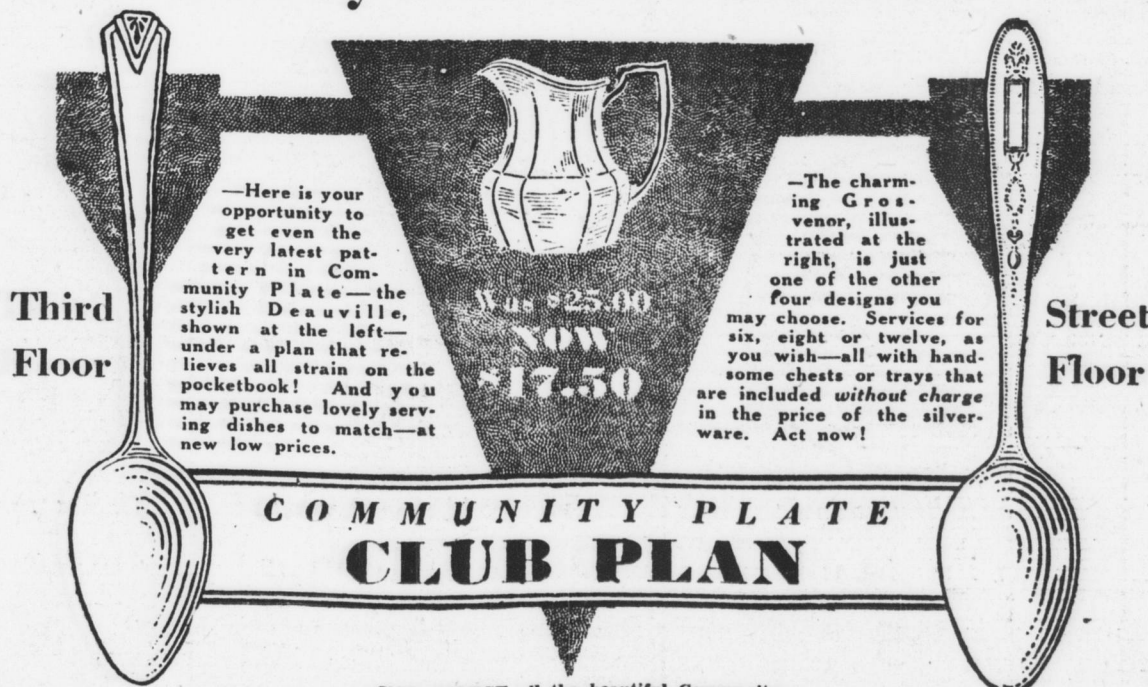 Third
Floor
—Here is your
opportunity to
get even the
very latest pat-
tern in Com-
munity Plate—the
stylish Deauville,
shown at the left—
under a plan that re-
lieves all strain on the
pocketbook! And you
may purchase lovely serv-
ing dishes to match—at
new low prices.
Was $25.00
NOW
$17.50
—The charm-
ing Gros-
venor, illus-
trated at the
right, is just
one of the other
four designs you
may choose. Services for
six, eight or twelve, as
you wish—all with hand-
some chests or trays that
are included without charge
in the price of the silver-
ware. Act now!
Street
Floor
COMMUNITY PLATE
CLUB PLAN